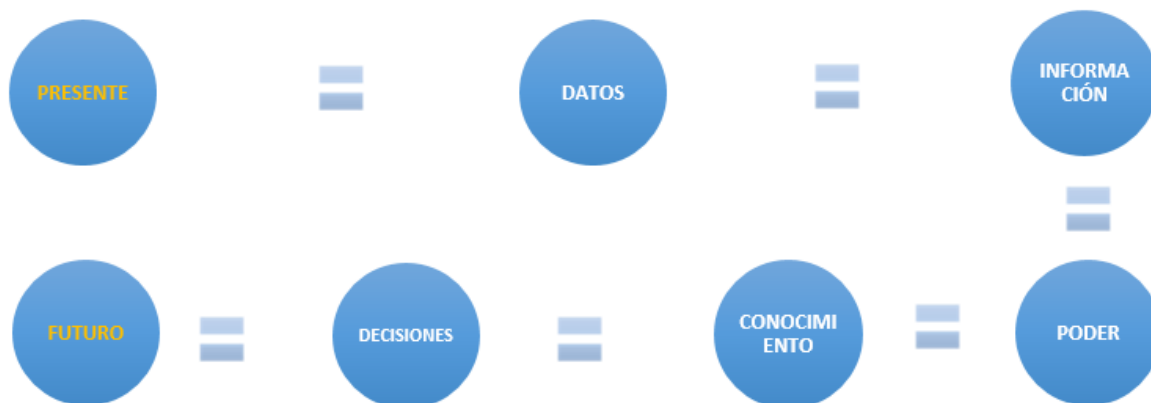 PRESENTE
DATOS
INFORMA
CIÓN
FUTURO
DECISIONES
CONOCIMI
ENTO
PODER